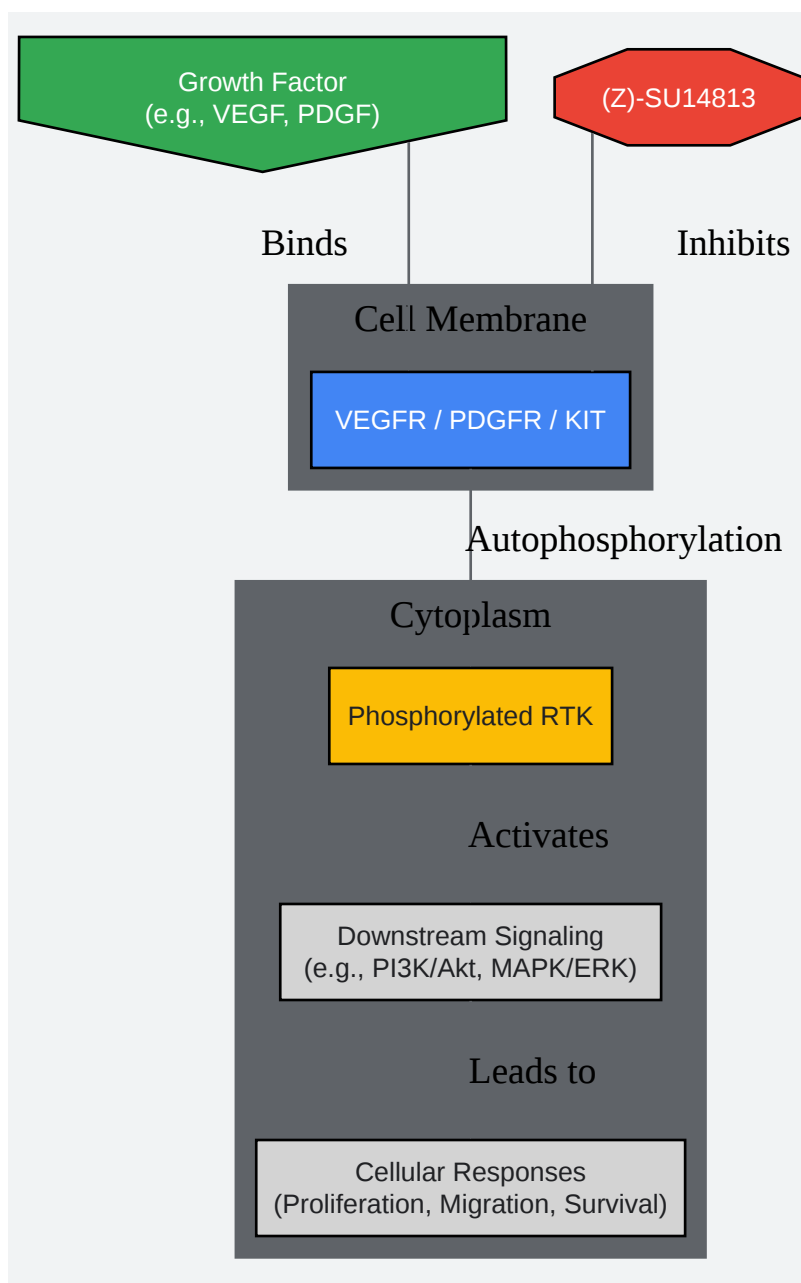 Growth Factor
(e.g., VEGF, PDGF)
(Z)-SU14813
Binds
Inhibits
Cell Membrane
VEGFR / PDGFR / KIT
Autophosphorylation
Cytoplasm
Phosphorylated RTK
Activates
Downstream Signaling
(e.g., PI3K/Akt, MAPK/ERK)
Leads to
Cellular Responses
(Proliferation, Migration, Survival)